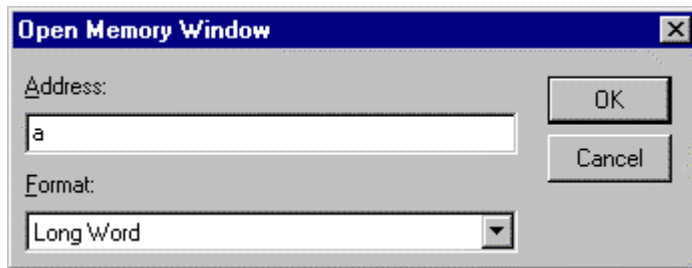 Open Memory Window
Address:
OK
a
Cancel
Format:
Long Word